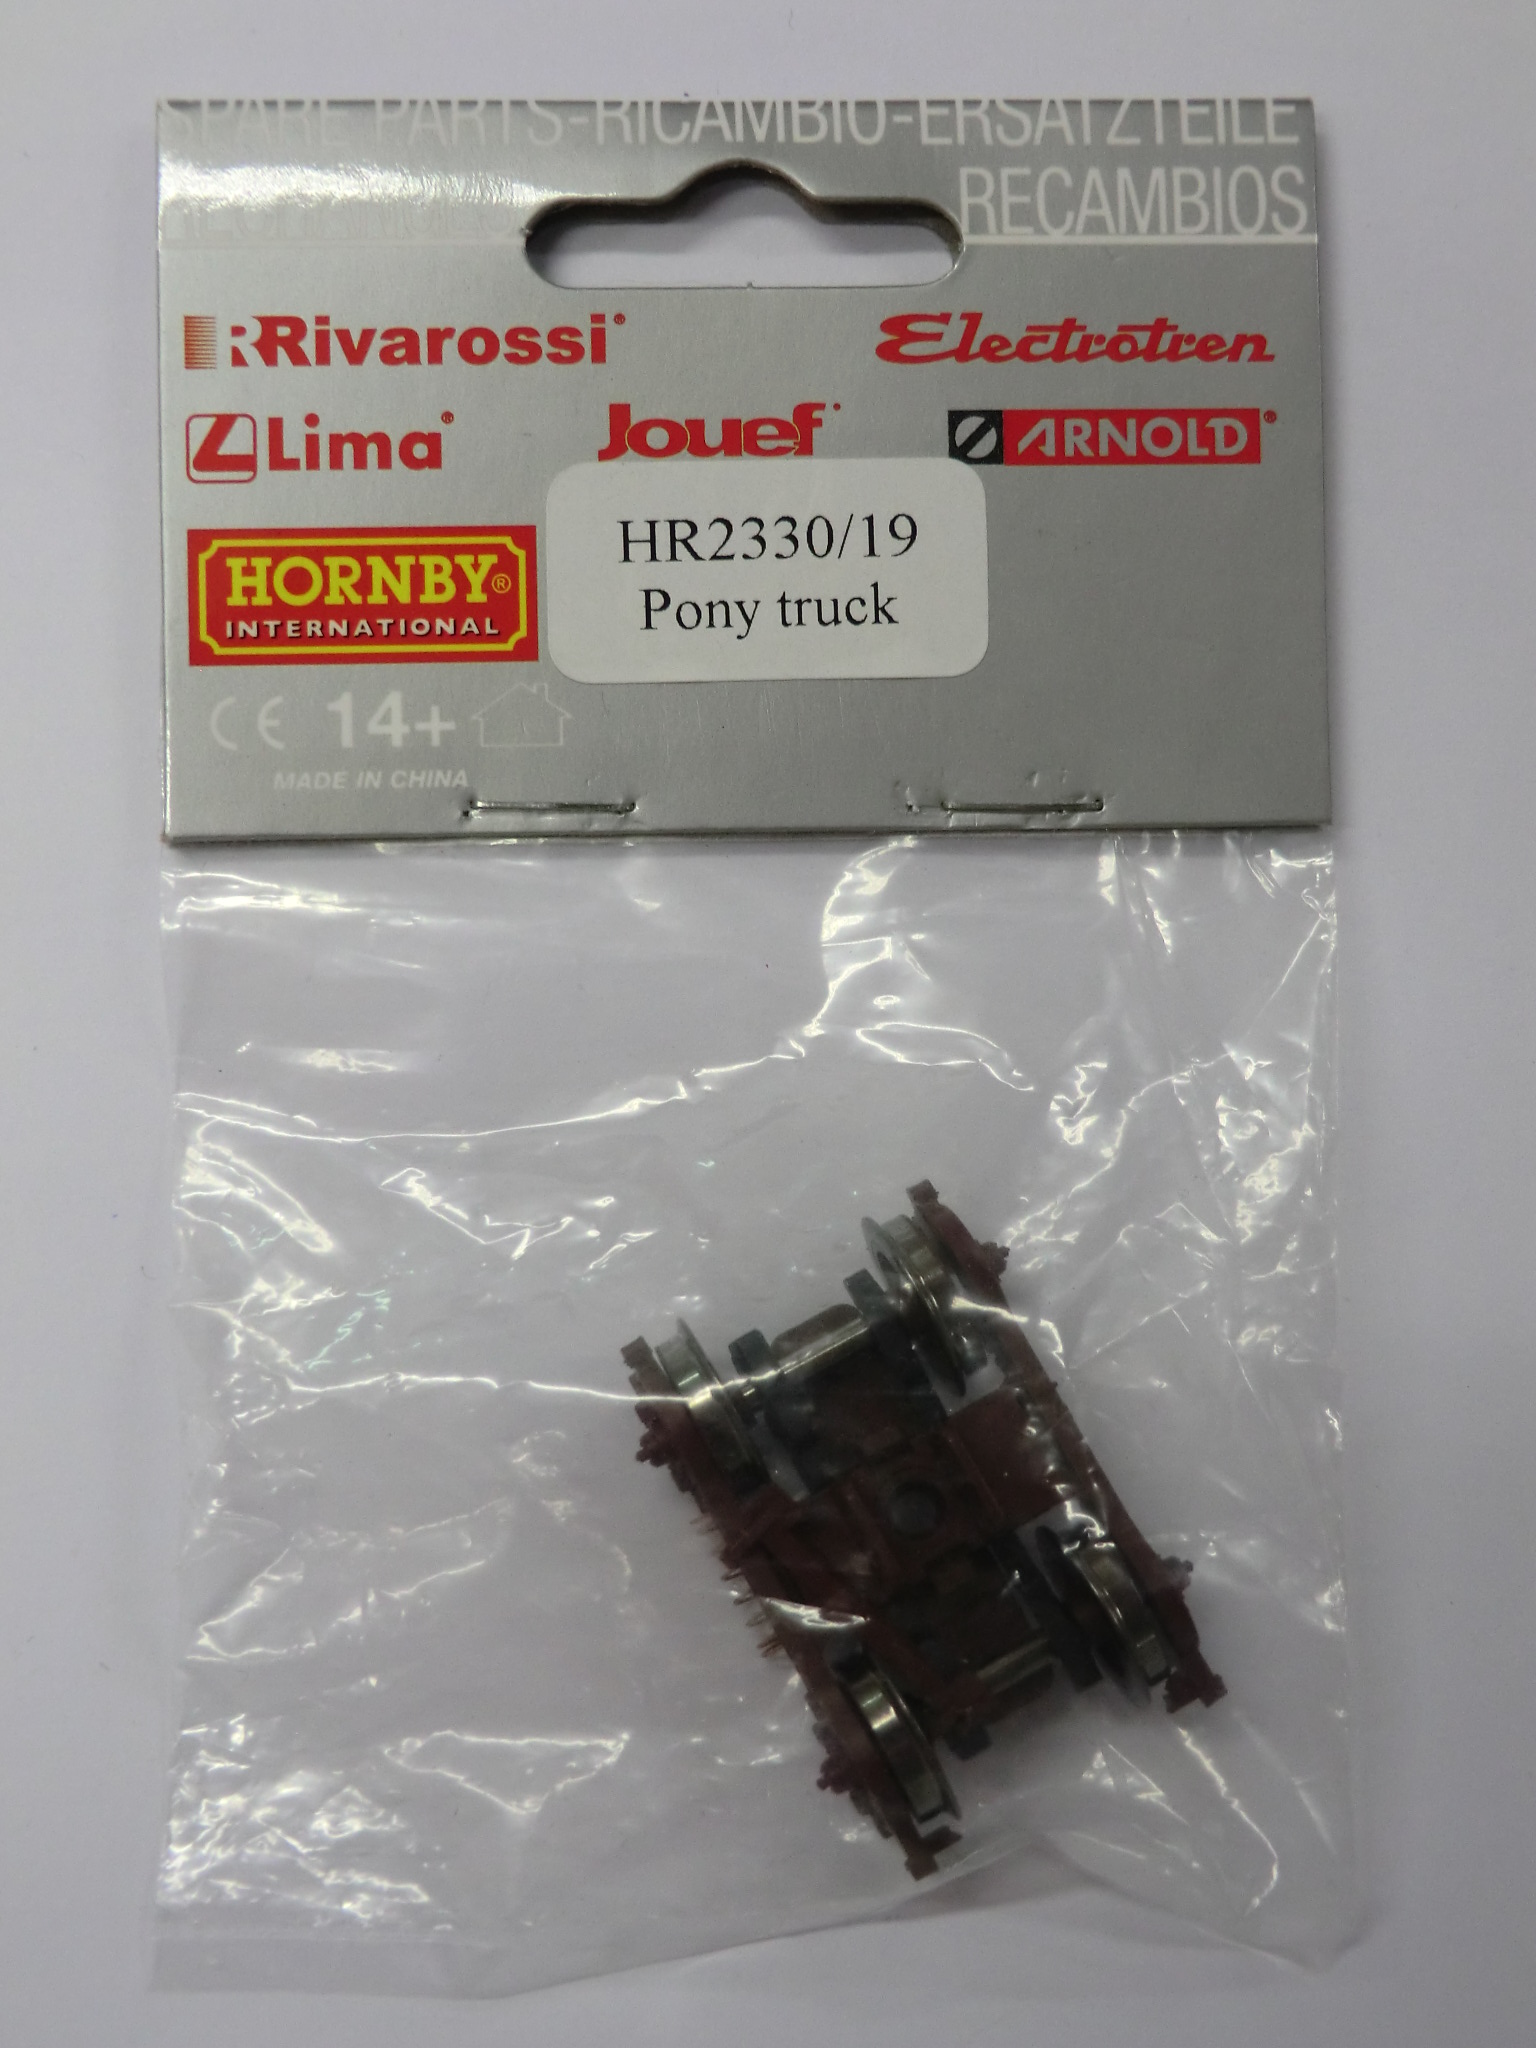 SPARE PARTS-RICAMBIO-ERSATZTEILE
RECAMBIOS
RRivarossi®
Electrotren
L Lima®
Jouef
ARNOLD®
HORNBY®
INTERNATIONAL
HR2330/19
Pony truck
CE 14+
MADE IN CHINA